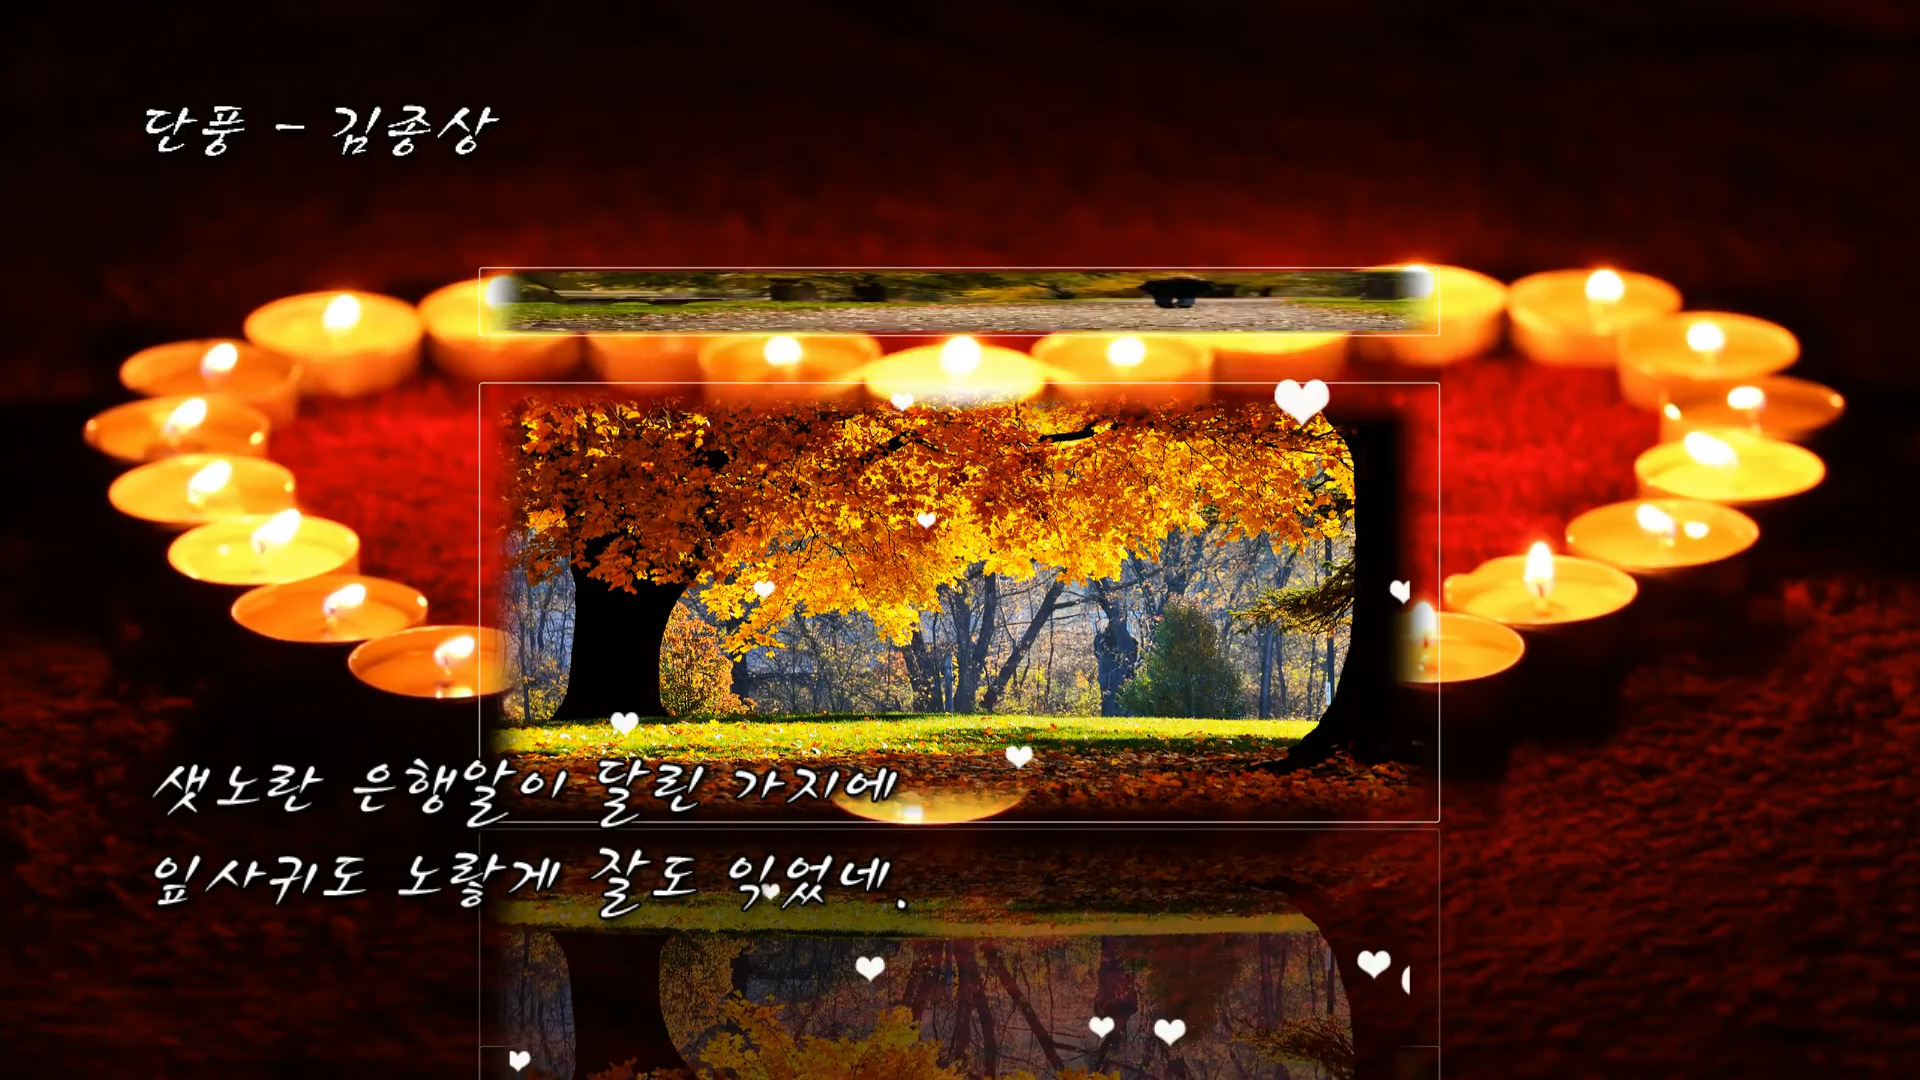 단풍 - 김종상
샛노란 은행알이 달린 가지에
잎사귀도 노랗게 잘도 익었네.